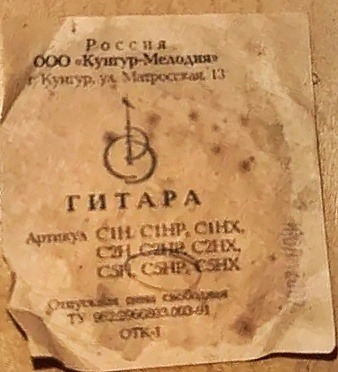 Россия
ООО «Кунгур-Мелодия»
г. Кунгур, ул. Матросская, 13
ГИТАРА
Артикул С1Н, С1НР, С1НХ,
С2Н, С2НР, С2НХ,
С5Н, С5НР, С5НХ
Отпускная цена свободная
ТУ
ОТК-1